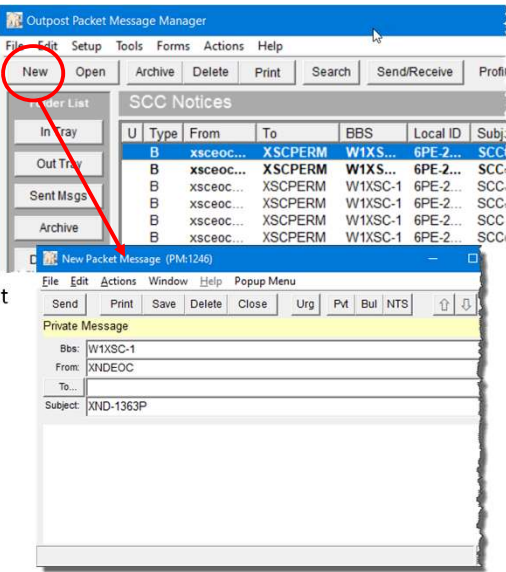 Outpost Packet Message Manager
File Edit Setup Tools Forms Actions Help
New Open Archive Delete Print Search Send/Receive
Folder List SCC Notices
In Tray U Type From To BBS Local ID
Out Tray B xsceoc... XSCPERM W1XS... 6PE-2...
B xsceoc... XSCPERM W1XS... 6PE-2...
Sent Msgs B xsceoc... XSCPERM W1XSC-1 6PE-2...
B xsceoc... XSCPERM W1XSC-1 6PE-2...
Archive B xsceoc... XSCPERM W1XSC-1 6PE-2... SCC
B xsceoc... XSCPERM W1XSC-1 6PE-2...
New Packet Message (PM:1246)
File Edit Actions Window Help Popup Menu
t
Send Print Save Delete Close Urg Pvt Bul NTS
Private Message
Bbs: W1XSC-1
From: XNDEOC
To...
Subject: XND-1363P